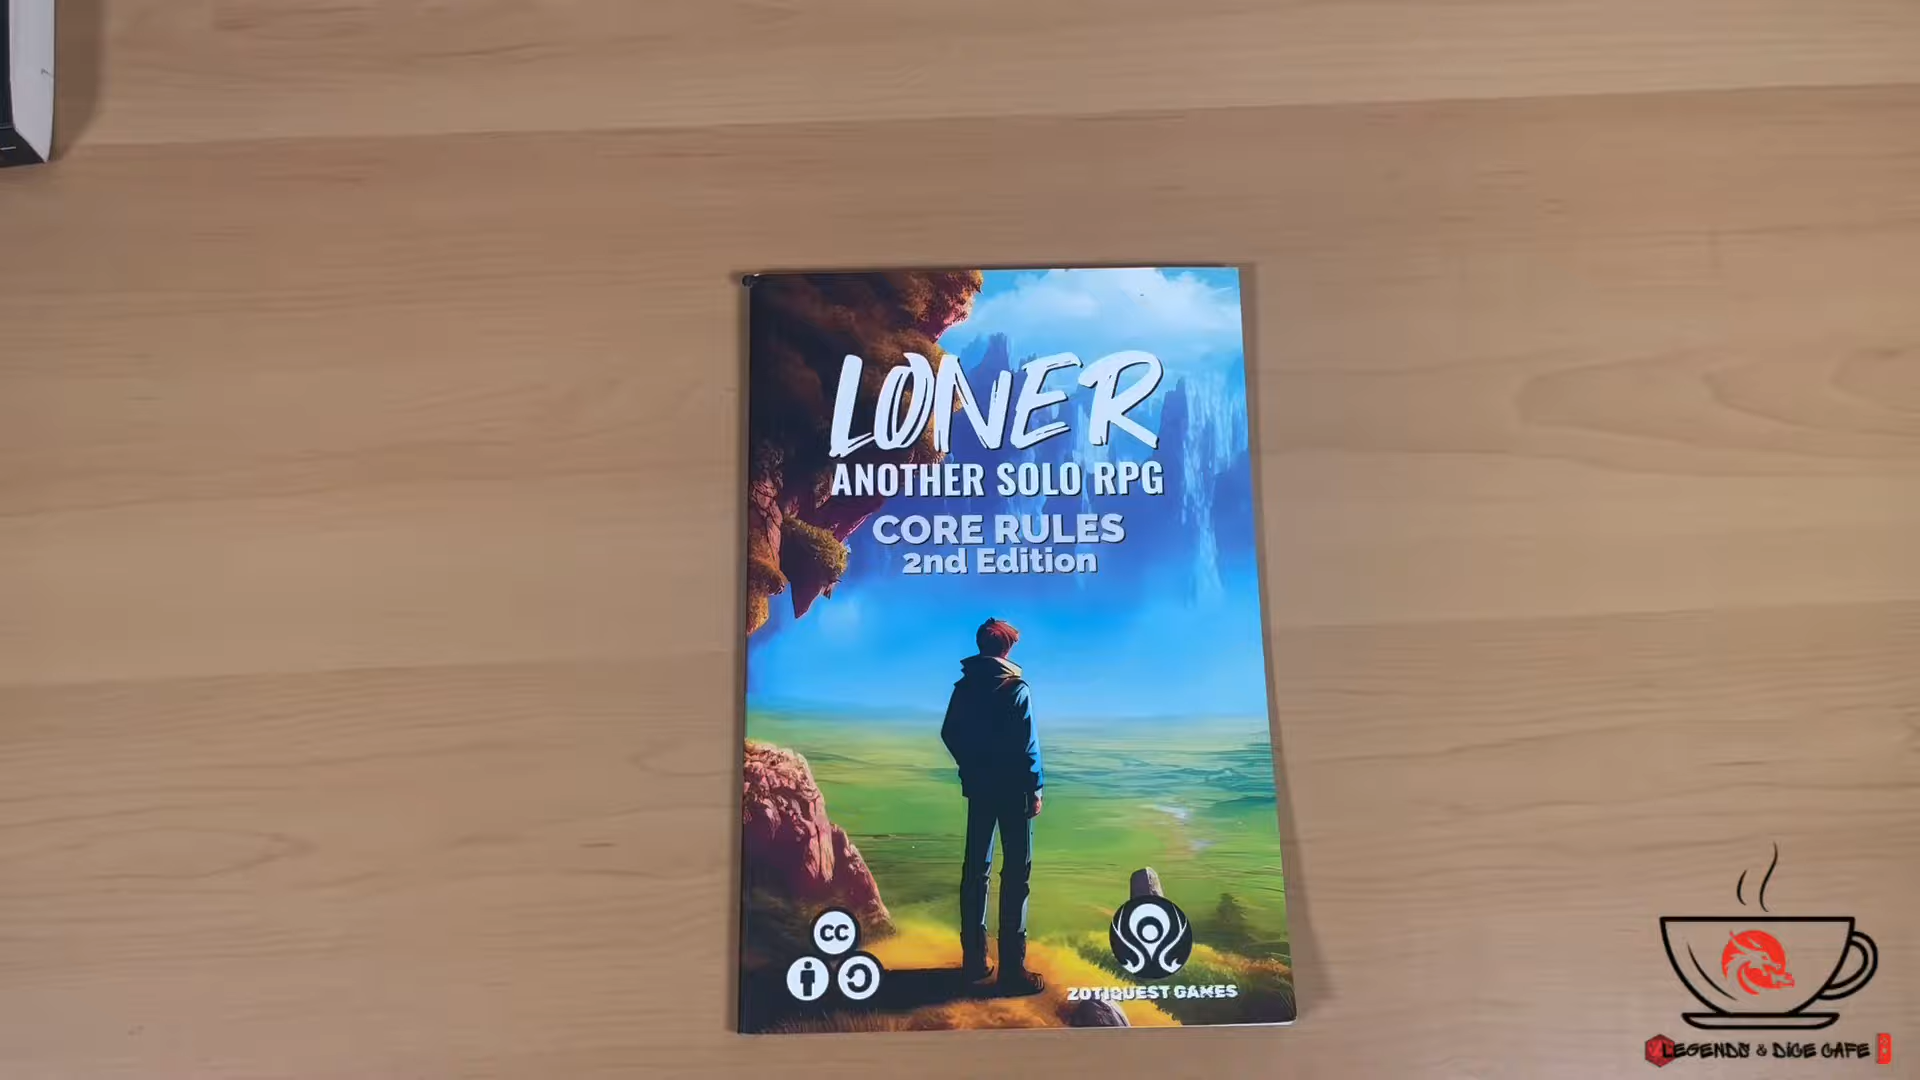 LONER
ANOTHER SOLO RPG
CORE RULES
2nd Edition
CC
ZOTIQUEST GAMES
LEGENDS & DICE CAFE